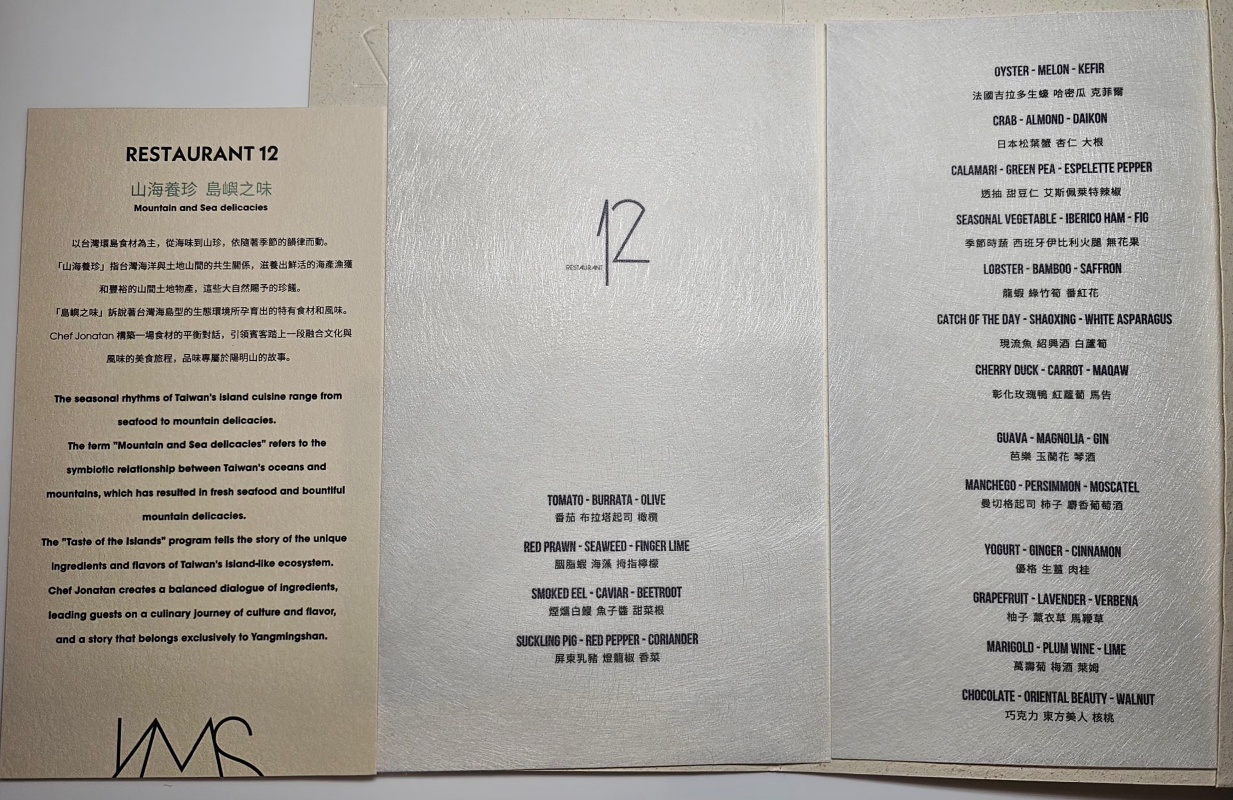 RESTAURANT 12
山海養珍 島嶼之味
Mountain and Sea delicacies
以台灣環島食材為主，從海味到山珍，依隨著季節的韻律而動。
「山海養珍」指台灣海洋與土地山間的共生關係，滋養出鮮活的海產漁獲
和豐裕的山間土地物產，這些大自然賜予的珍饈。
「島嶼之味」訴說著台灣海島型的生態環境所孕育出的特有食材和風味。
Chef Jonatan 構築一場食材的平衡對話，引領賓客踏上一段融合文化與
風味的美食旅程，品味專屬於陽明山的故事。
The seasonal rhythms of Taiwan's island cuisine range from
seafood to mountain delicacies.
The term "Mountain and Sea delicacies" refers to the
symbiotic relationship between Taiwan's oceans and
mountains, which has resulted in fresh seafood and bountiful
mountain delicacies.
The "Taste of the Islands" program tells the story of the unique
ingredients and flavors of Taiwan's island-like ecosystem.
Chef Jonatan creates a balanced dialogue of ingredients,
leading guests on a culinary journey of culture and flavor,
and a story that belongs exclusively to Yangmingshan.
YMS
RESTAURANT 12
TOMATO - BURRATA - OLIVE
番茄 布拉塔起司 橄欖
RED PRAWN - SEAWEED - FINGER LIME
胭脂蝦 海藻 拇指檸檬
SMOKED EEL - CAVIAR - BEETROOT
煙燻白鰻 魚子醬 甜菜根
SUCKLING PIG - RED PEPPER - CORIANDER
屏東乳豬 燈籠椒 香菜
OYSTER - MELON - KEFIR
法國吉拉多生蠔 哈密瓜 克菲爾
CRAB - ALMOND - DAIKON
日本松葉蟹 杏仁 大根
CALAMARI - GREEN PEA - ESPELETTE PEPPER
透抽 甜豆仁 艾斯佩萊特辣椒
SEASONAL VEGETABLE - IBERICO HAM - FIG
季節時蔬 西班牙伊比利火腿 無花果
LOBSTER - BAMBOO - SAFFRON
龍蝦 綠竹筍 番紅花
CATCH OF THE DAY - SHAOXING - WHITE ASPARAGUS
現流魚 紹興酒 白蘆筍
CHERRY DUCK - CARROT - MAQAW
彰化玫瑰鴨 紅蘿蔔 馬告
GUAVA - MAGNOLIA - GIN
芭樂 玉蘭花 琴酒
MANCHEGO - PERSIMMON - MOSCATEL
曼切格起司 柿子 麝香葡萄酒
YOGURT - GINGER - CINNAMON
優格 生薑 肉桂
GRAPEFRUIT - LAVENDER - VERBENA
柚子 薰衣草 馬鞭草
MARIGOLD - PLUM WINE - LIME
萬壽菊 梅酒 萊姆
CHOCOLATE - ORIENTAL BEAUTY - WALNUT
巧克力 東方美人 核桃